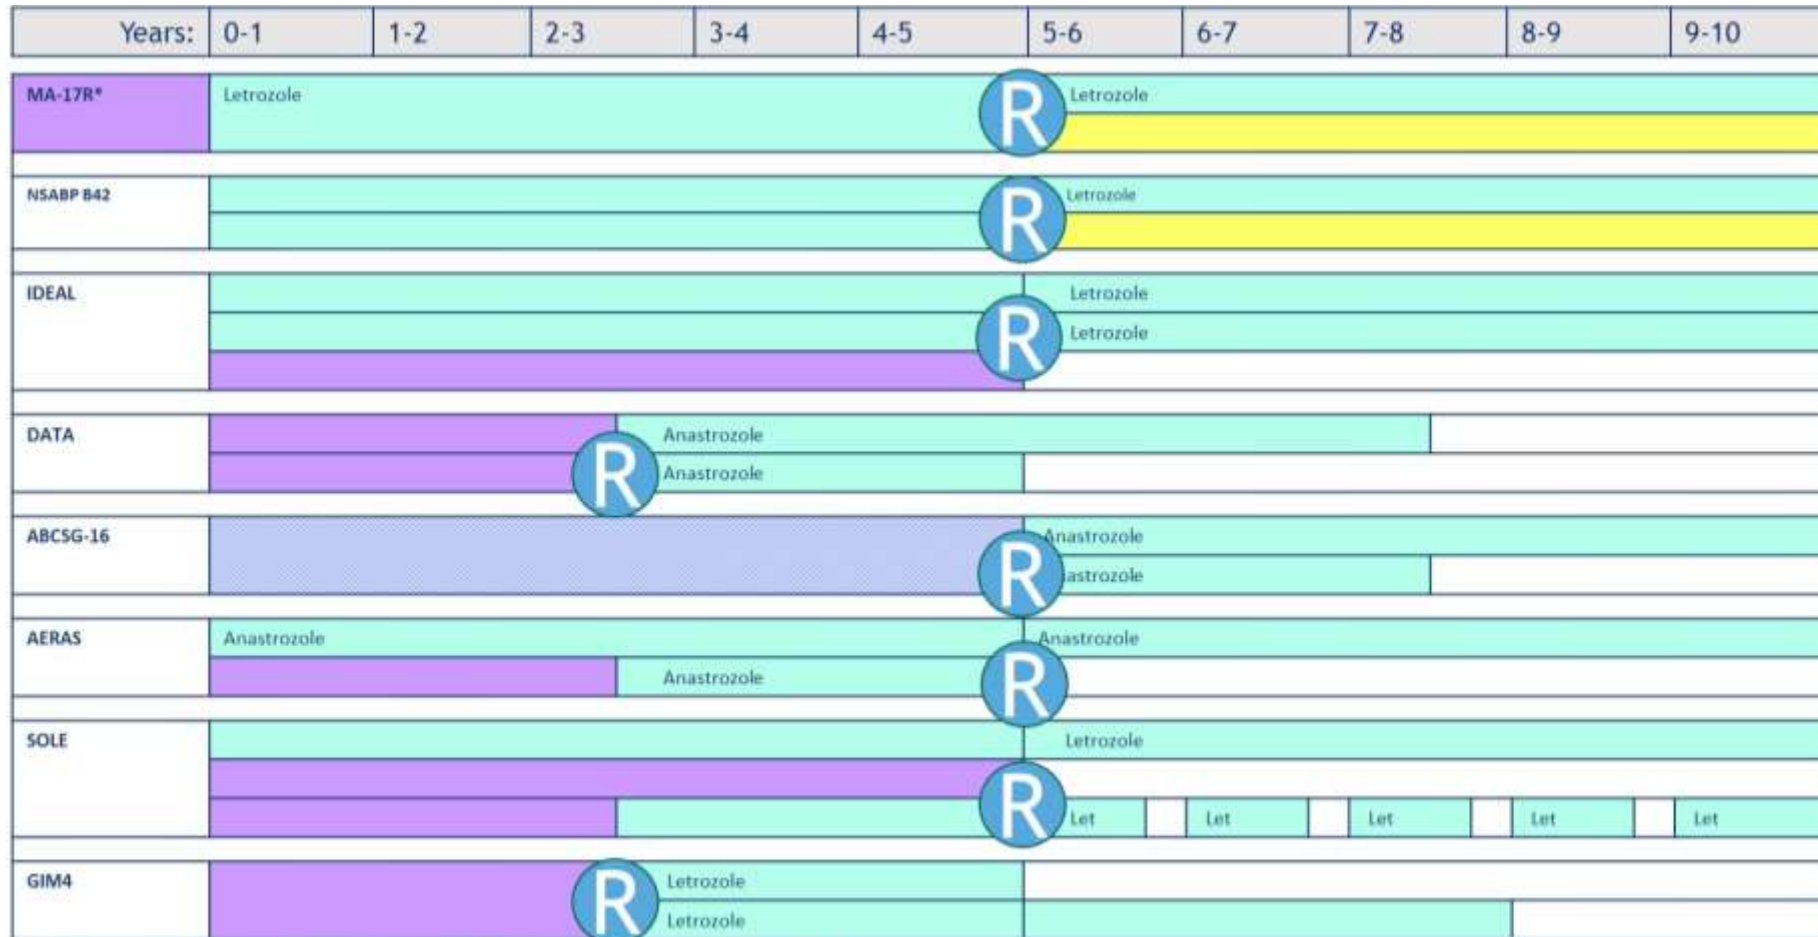 Years: 0-1 1-2 2-3 3-4 4-5 5-6 6-7 7-8 8-9 9-10
MA-17R* Letrozole R Letrozole
NSABP B42 R Letrozole
IDEAL Letrozole
R Letrozole
DATA Anastrozole
R Anastrozole
ABCSG-16 Anastrozole
R iastrozole
AERAS Anastrozole Anastrozole
Anastrozole R
SOLE Letrozole
R Let Let Let Let Let
GIM4 R Letrozole
Letrozole